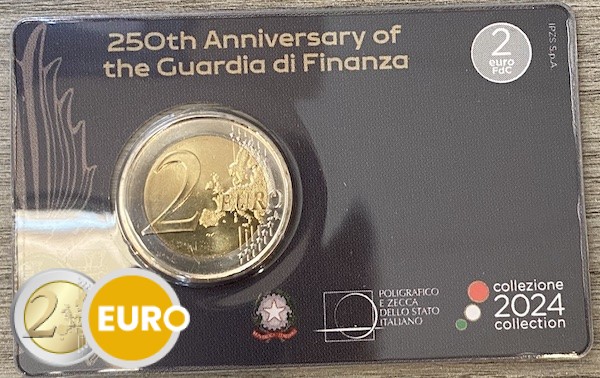 250th Anniversary of
the Guardia di Finanza
2
euro
FdC
IPZS S.p.A
2 EURO
POLIGRAFICO
E ZECCA
DELLO STATO
ITALIANO
collezione
2024
collection
2
EURO